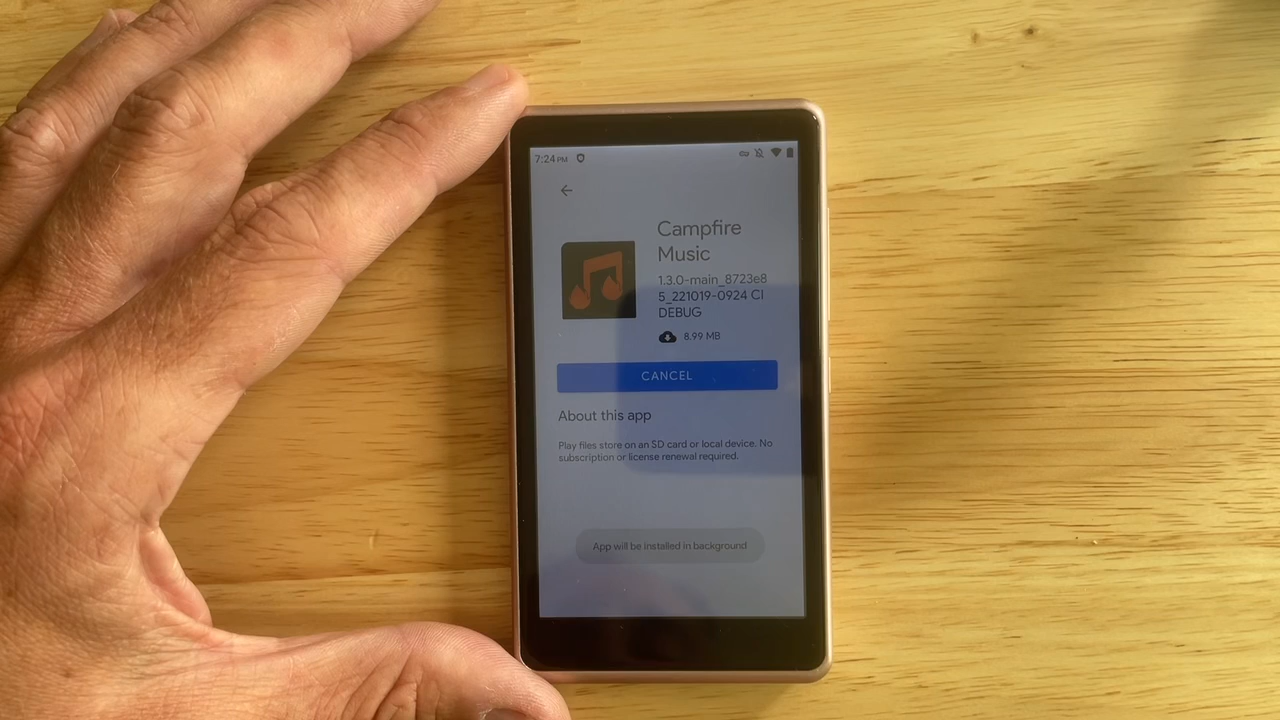 7:24 PM
Campfire
Music
1.3.0-main_8723e8
5_221019-0924 CI
DEBUG
8.99 MB
CANCEL
About this app
Play files store on an SD card or local device. No
subscription or license renewal required.
App will be installed in background